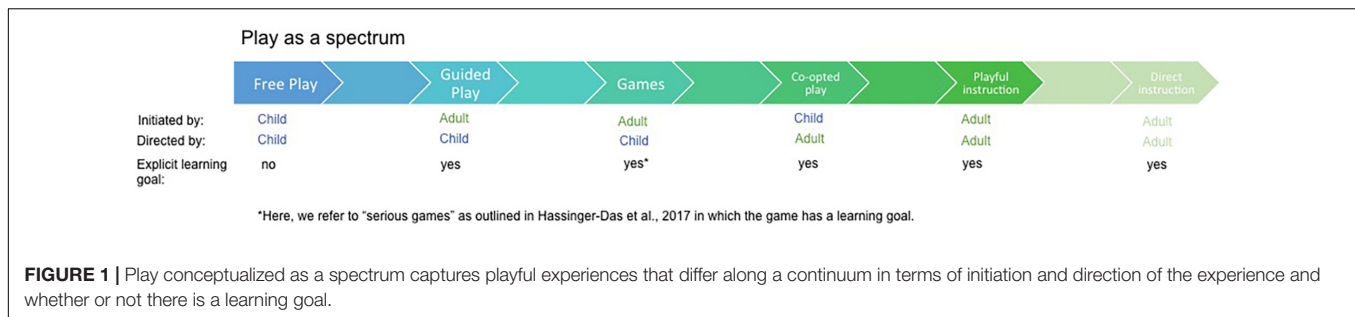 Play as a spectrum
Free Play Guided Play Games Co-opted play Playful instruction Direct instruction
Initiated by: Child Adult Adult Child Adult Adult
Directed by: Child Child Child Adult Adult Adult
Explicit learning goal: no yes yes* yes yes yes
*Here, we refer to “serious games” as outlined in Hassinger-Das et al., 2017 in which the game has a learning goal.
FIGURE 1 | Play conceptualized as a spectrum captures playful experiences that differ along a continuum in terms of initiation and direction of the experience and
whether or not there is a learning goal.